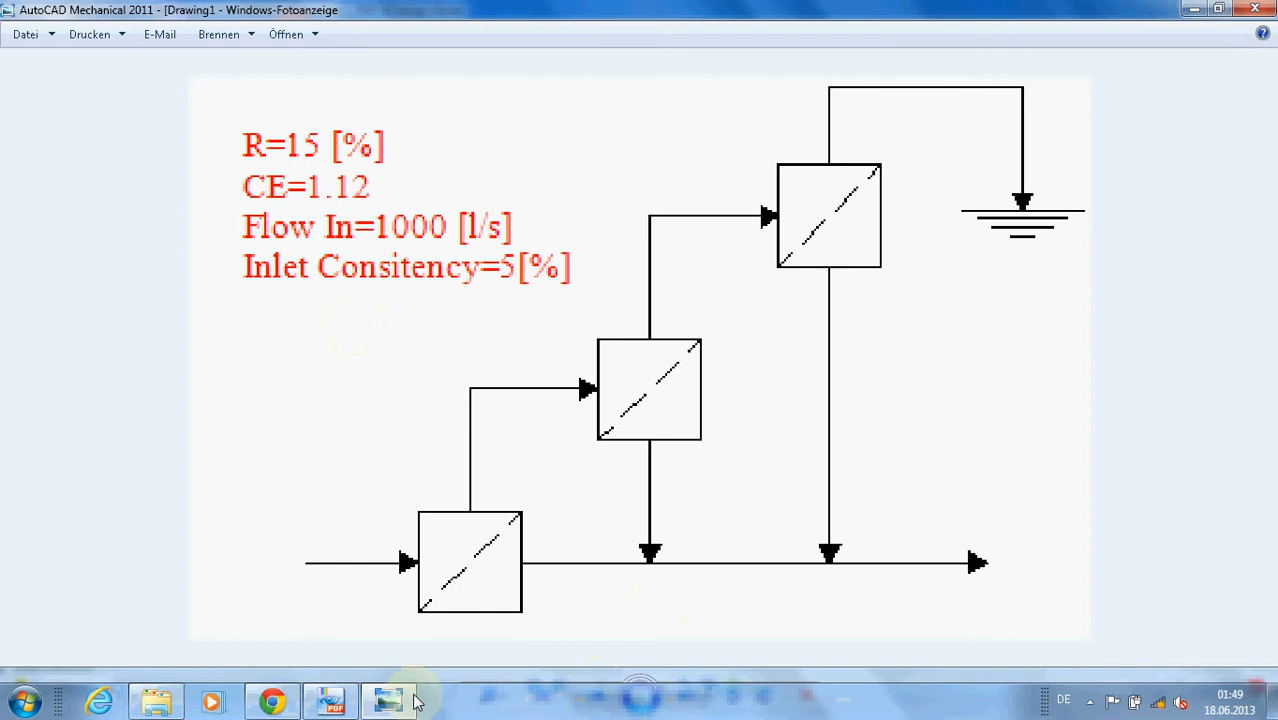 AutoCAD Mechanical 2011 - [Drawing1 - Windows-Fotoanzeige
Datei Drucken E-Mail Brennen Öffnen
R=15 [%]
CE=1.12
Flow In=1000 [l/s]
Inlet Consitency=5[%]
PDF
DE
01:49
18.06.2013